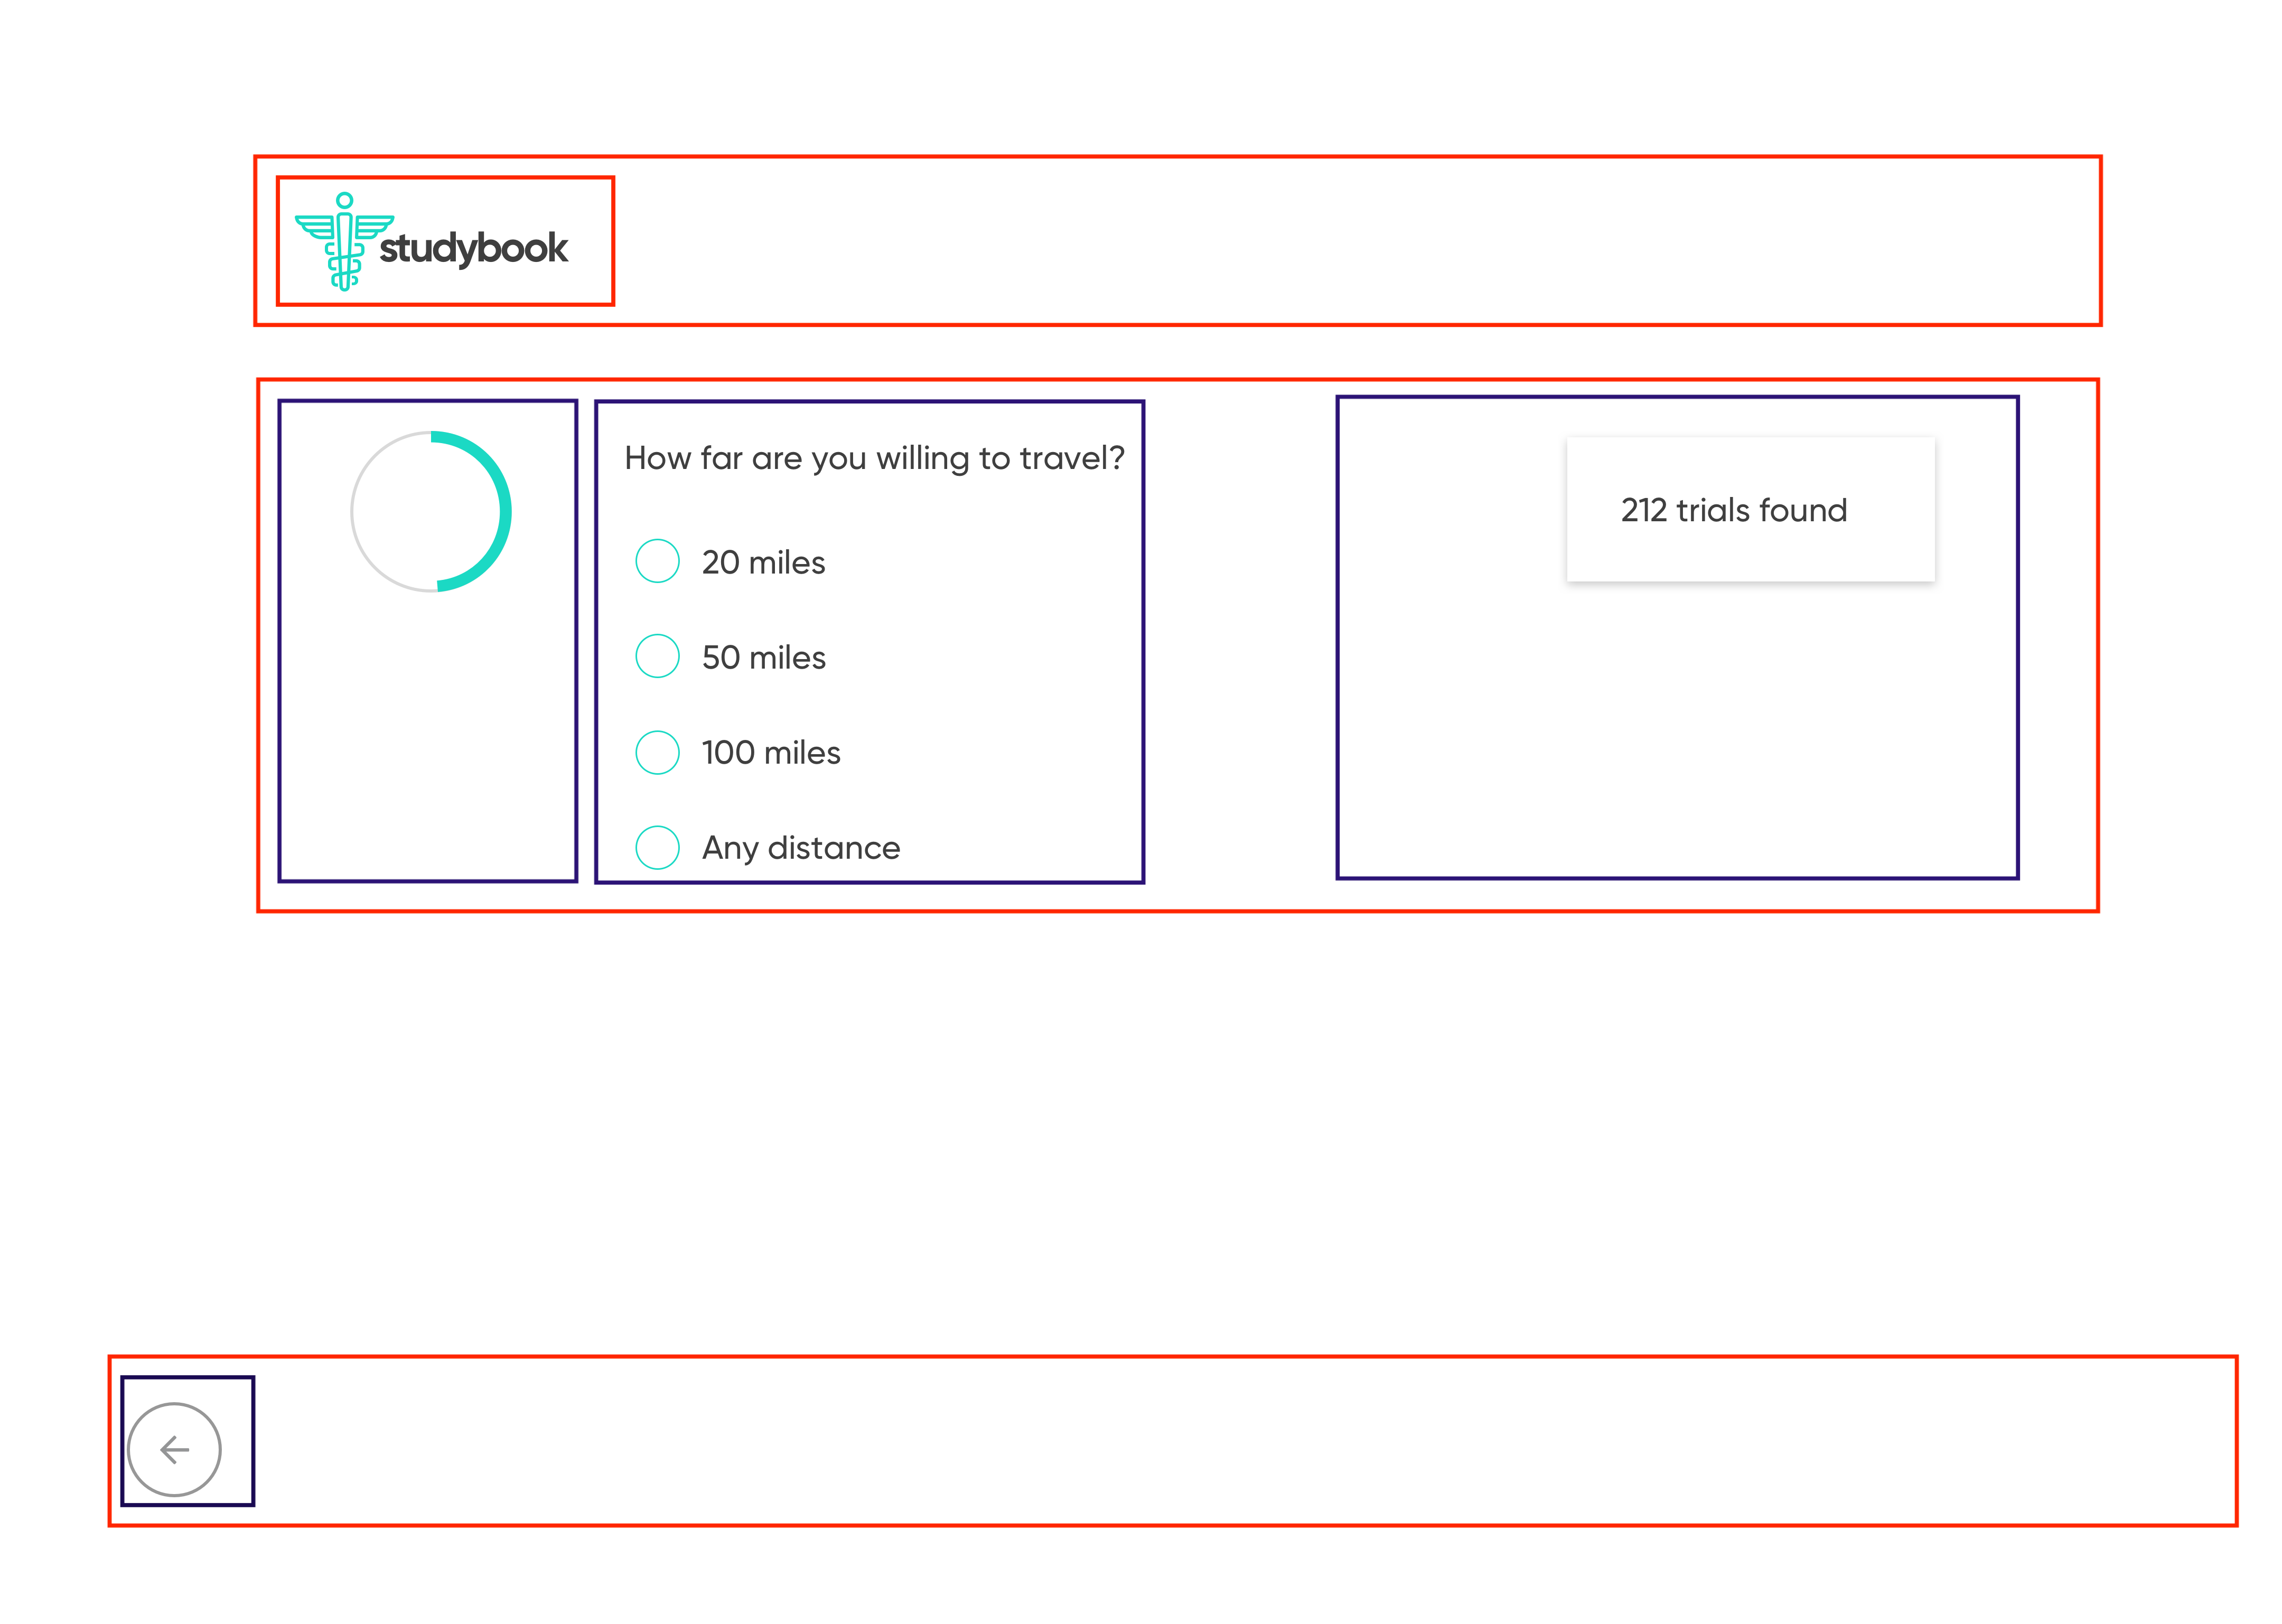 studybook
How far are you willing to travel?
20 miles
50 miles
100 miles
Any distance
212 trials found